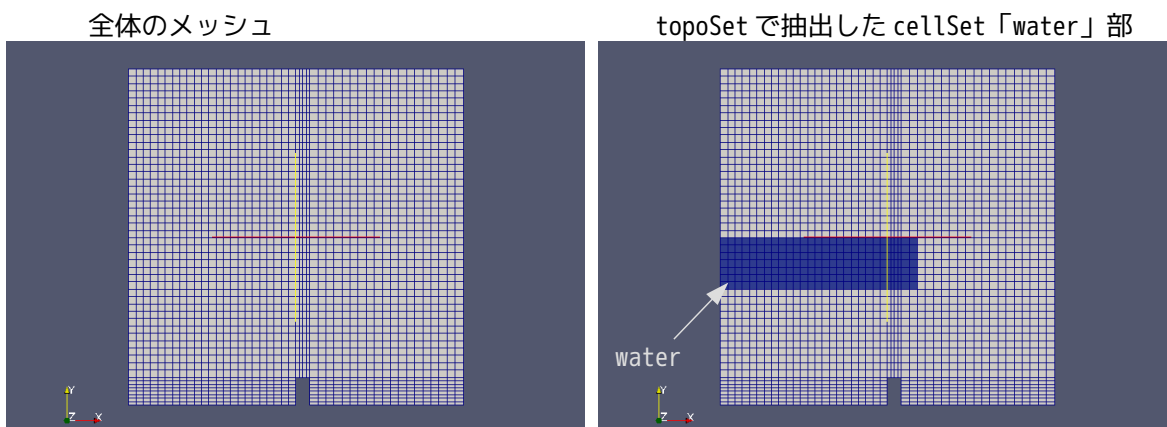 全体のメッシュ
topoSet で抽出した cellSet「water」部
water
Y
Z X
Y
Z X